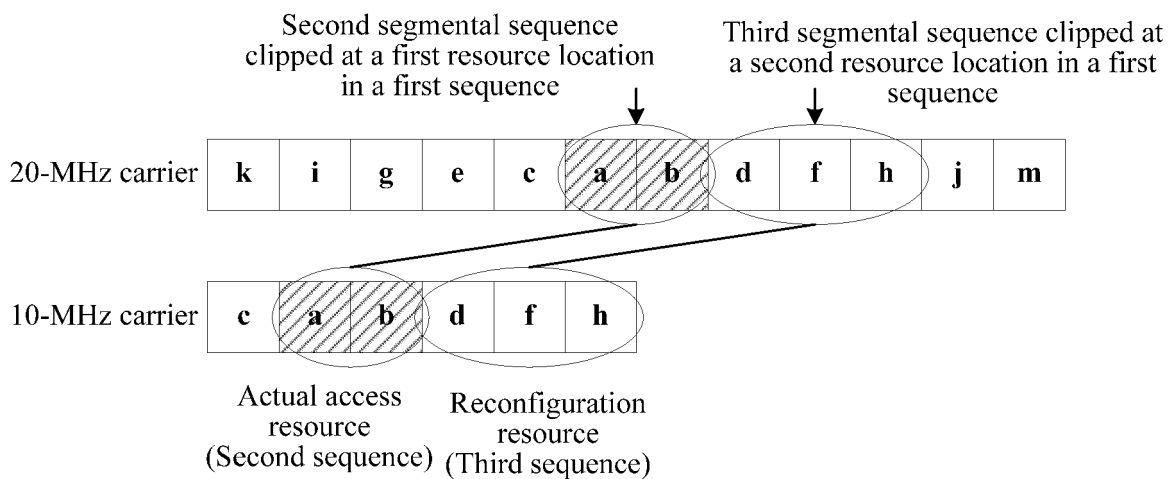 Second segmental sequence
clipped at a first resource location
in a first sequence
Third segmental sequence clipped at
a second resource location in a first
sequence
20-MHz carrier k i g e c a b d f h j m
10-MHz carrier c a b d f h
Actual access
resource
(Second sequence)
Reconfiguration
resource
(Third sequence)